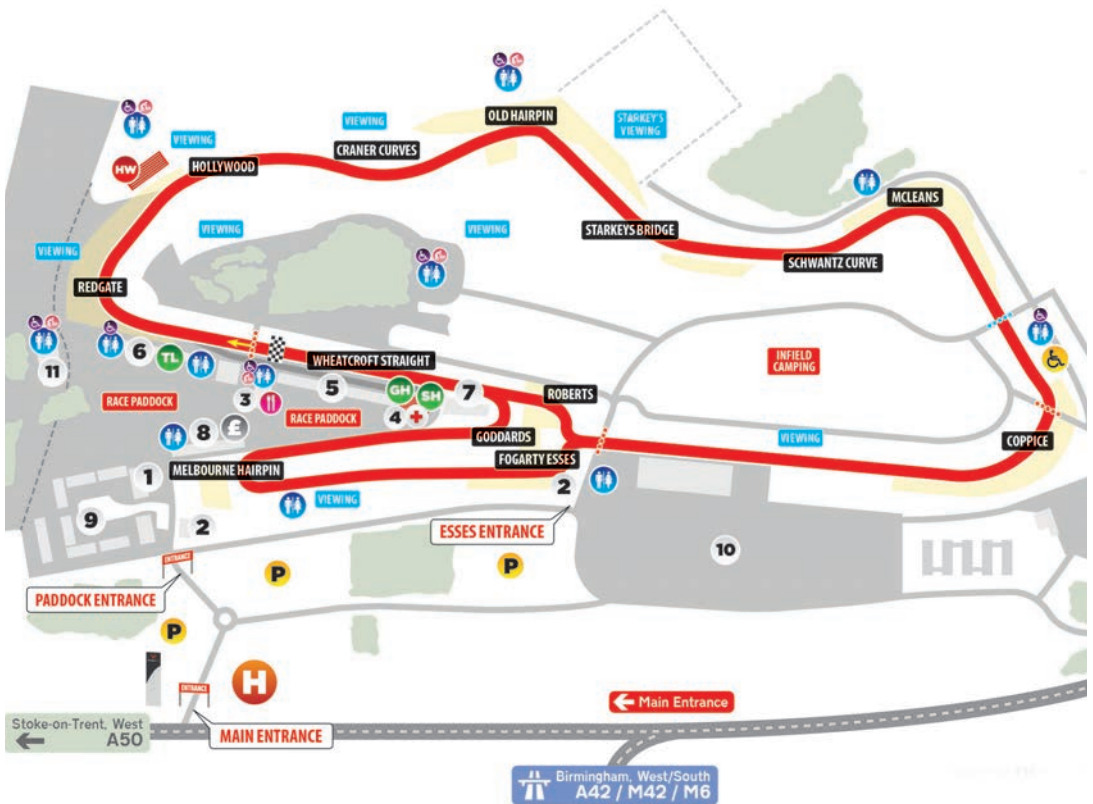 OLD HAIRPIN
VIEWING
STARKEY'S
VIEWING
VIEWING
CRANER CURVES
HW
HOLLYWOOD
MCLEANS
VIEWING
VIEWING
STARKEYS BRIDGE
VIEWING
SCHWANTZ CURVE
REDGATE
WHEATCROFT STRAIGHT
INFIELD
CAMPING
6
TL
11
5
GH
SH
7
ROBERTS
3
RACE PADDOCK
RACE PADDOCK
4
8
£
GODDARDS
VIEWING
COPPICE
FOGARTY ESSES
MELBOURNE HAIRPIN
1
2
VIEWING
9
2
ESSES ENTRANCE
10
ENTRANCE
P
P
PADDOCK ENTRANCE
P
H
ENTRANCE
Main Entrance
Stoke-on-Trent, West
A50
MAIN ENTRANCE
Birmingham, West/South
A42 / M42 / M6